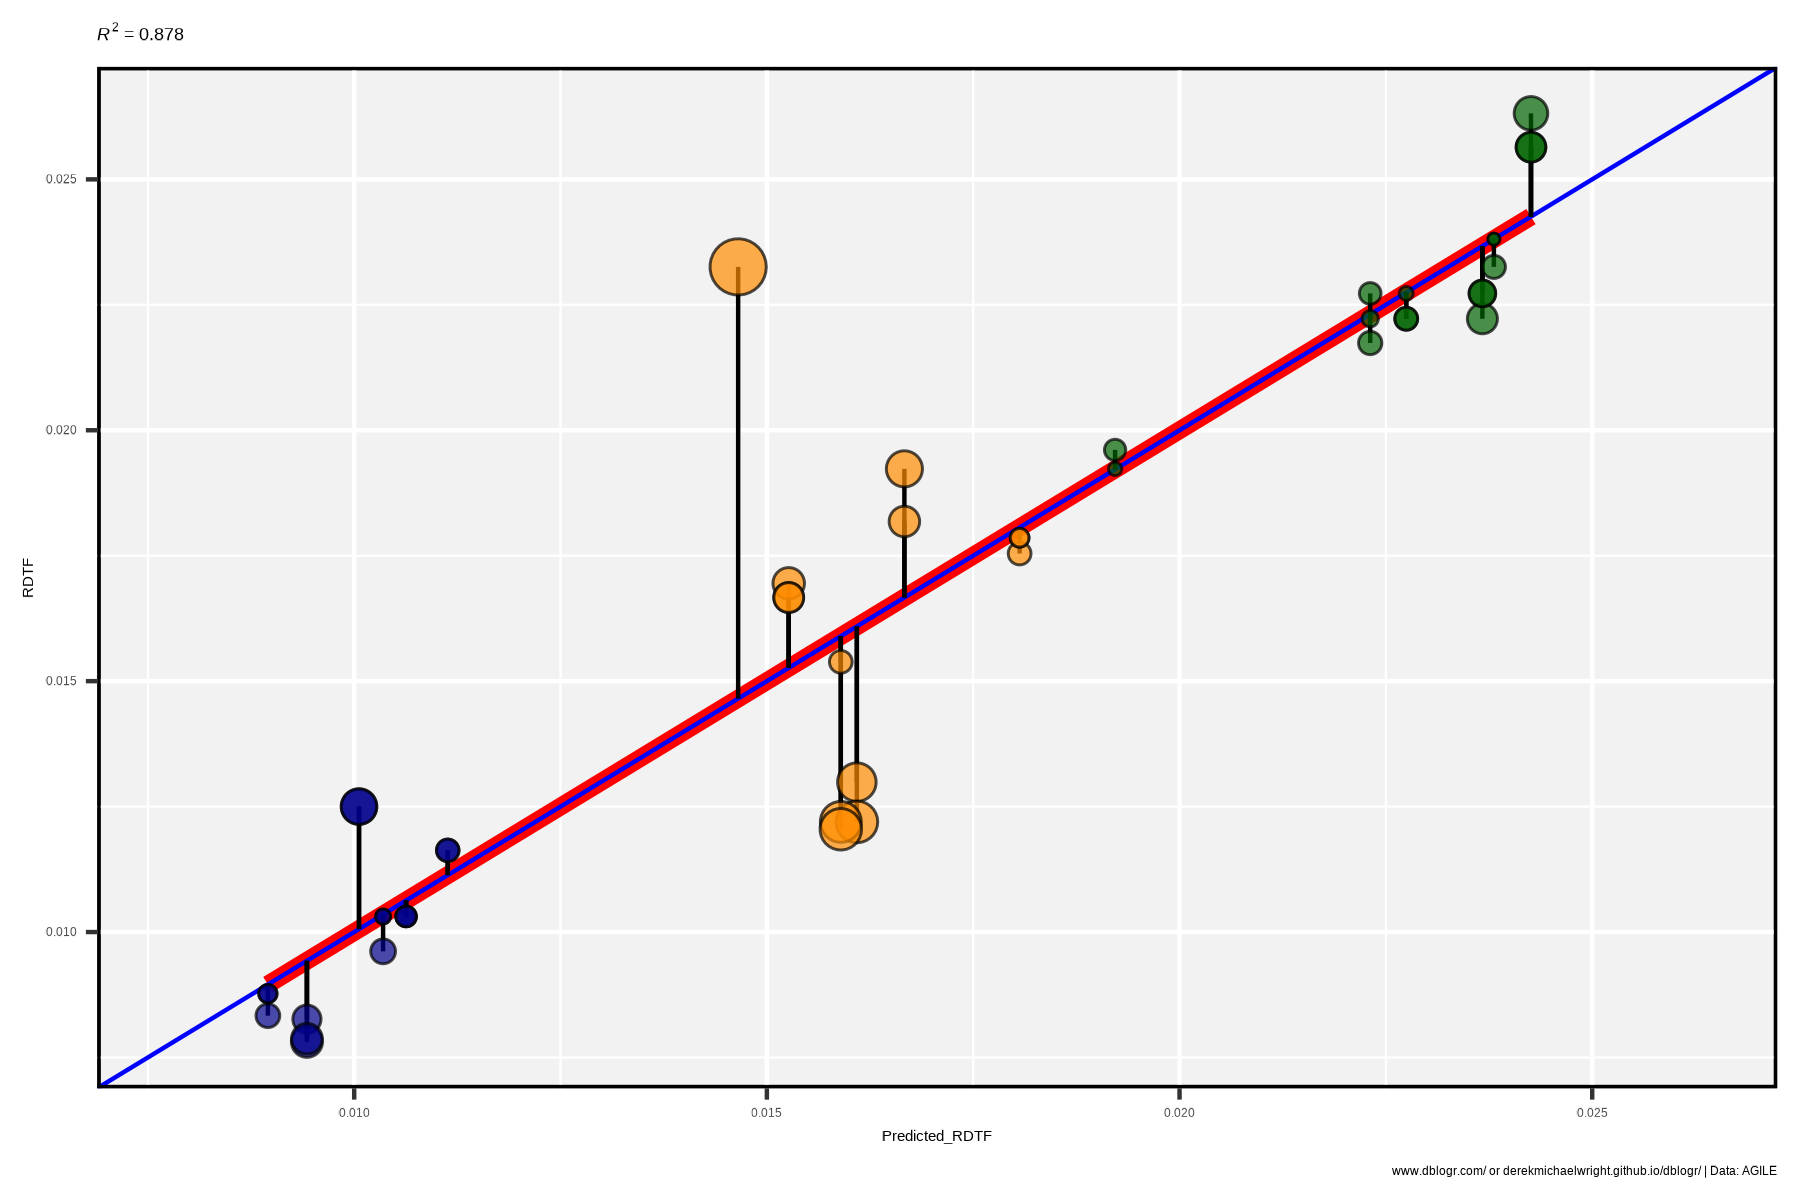 R² = 0.878
0.025
0.020
0.015
0.010
RDTF
0.010 0.015 0.020 0.025
Predicted_RDTF
www.dblogr.com/ or derekmichaelwright.github.io/dblogr/ | Data: AGILE